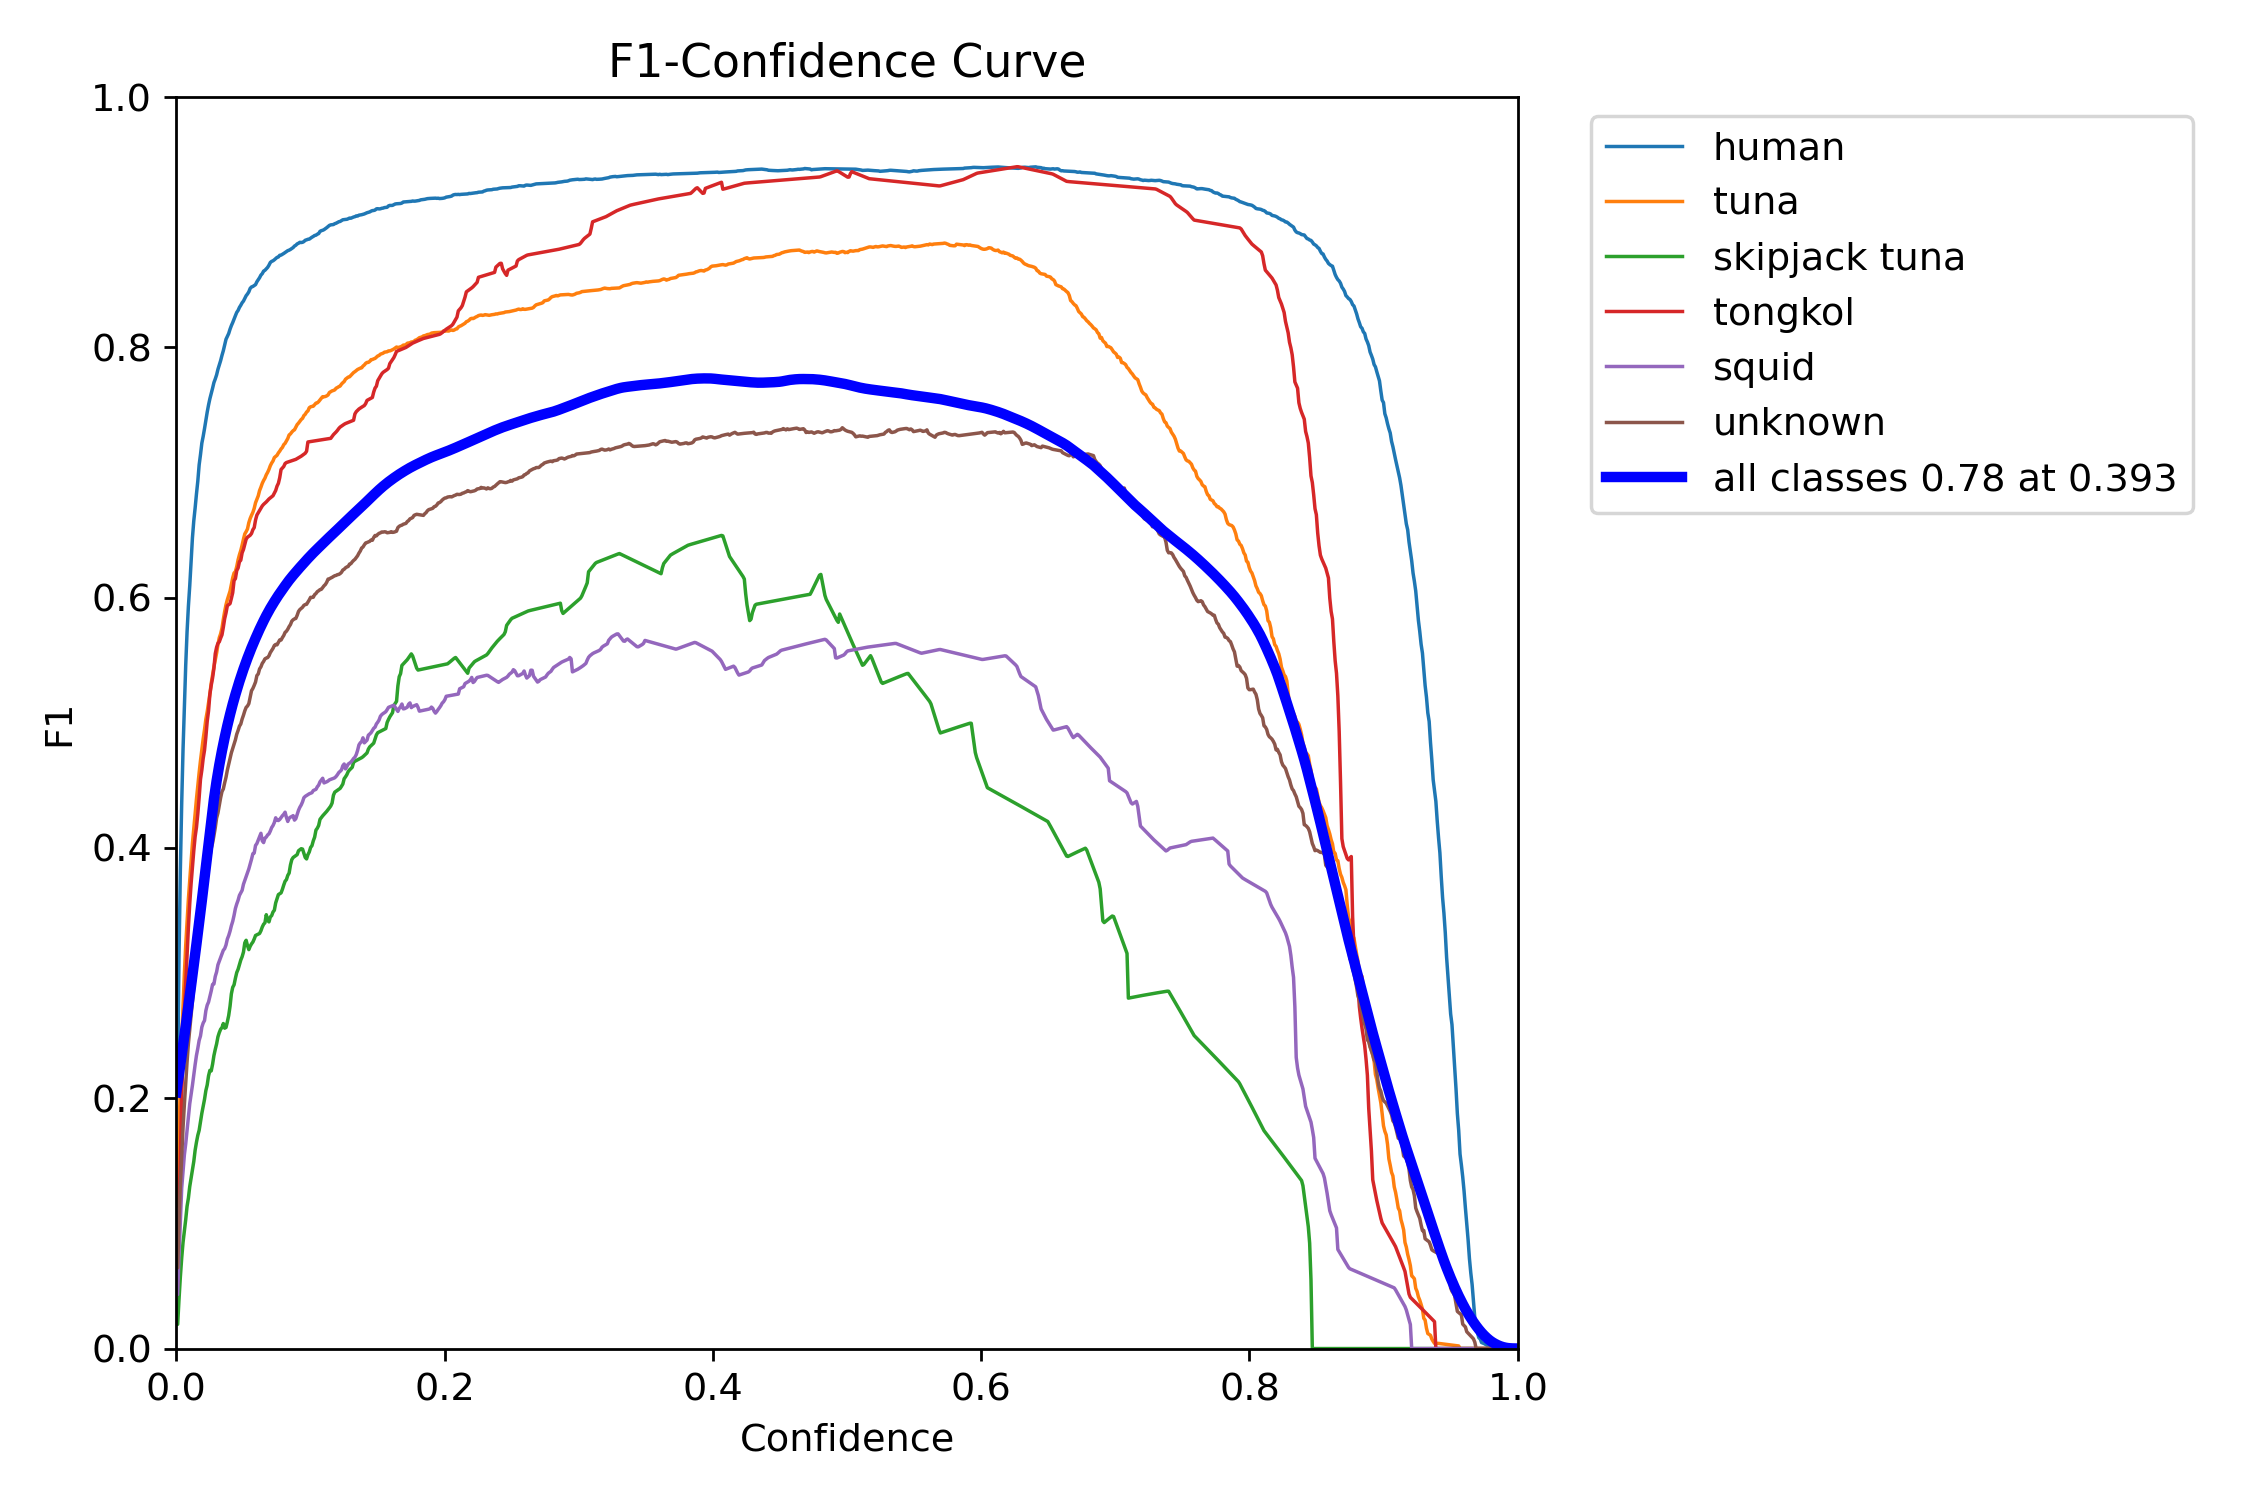 F1-Confidence Curve
1.0
0.8
0.6
0.4
0.2
0.0
F1
0.0 0.2 0.4 0.6 0.8 1.0
Confidence
human
tuna
skipjack tuna
tongkol
squid
unknown
all classes 0.78 at 0.393